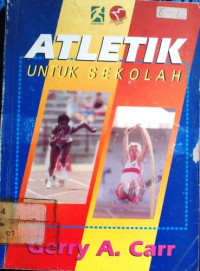 ATLETIK
UNTUK SEKOLAH
Gerry A. Carr